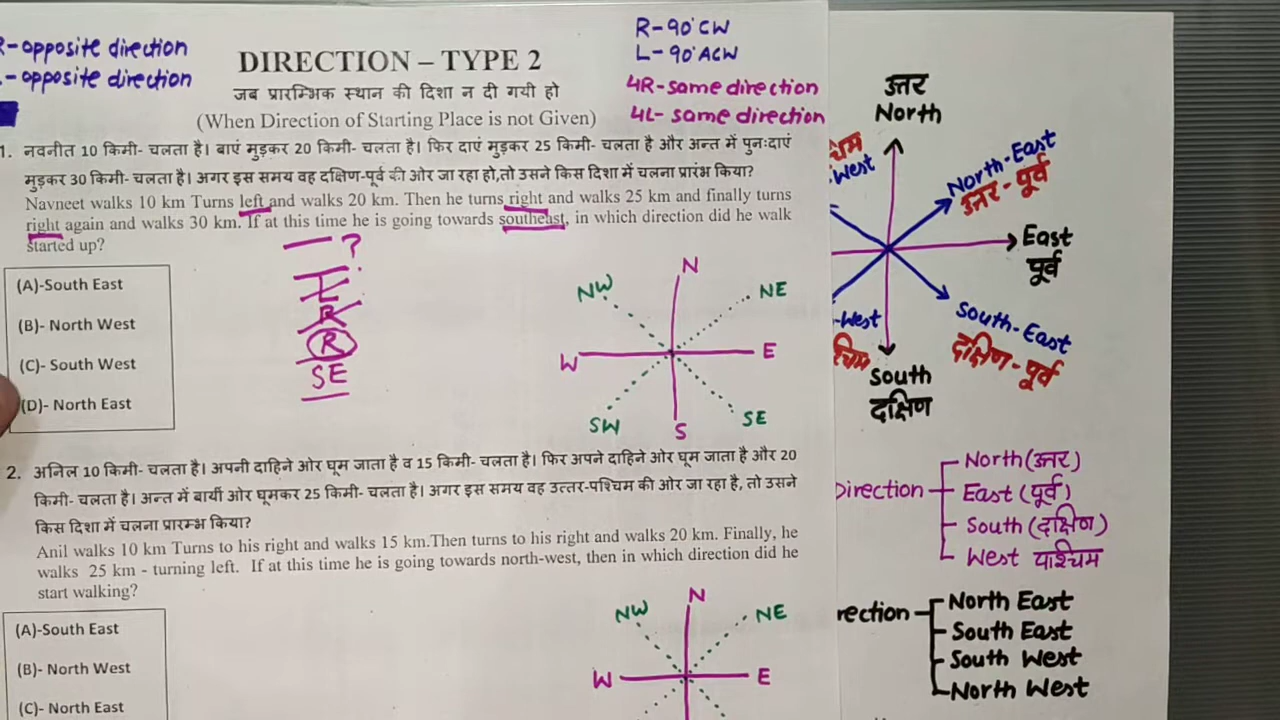 R-opposite direction
-opposite direction
R-90°CW
L-90°ACW
4R-same direction
4L-same direction
DIRECTION – TYPE 2
जब प्रारम्भिक स्थान की दिशा न दी गयी हो
(When Direction of Starting Place is not Given)
1. नवनीत 10 किमी- चलता है। बाएं मुड़कर 20 किमी- चलता है। फिर दाएं मुड़कर 25 किमी- चलता है और अन्त में पुनःदाएं
मुड़कर 30 किमी- चलता है। अगर इस समय वह दक्षिण-पूर्व की ओर जा रहा हो,तो उसने किस दिशा में चलना प्रारंभ किया?
Navneet walks 10 km Turns left and walks 20 km. Then he turns right and walks 25 km and finally turns
right again and walks 30 km. If at this time he is going towards southeast, in which direction did he walk
started up?
?
L
R
R
SE
(A)-South East
(B)- North West
(C)- South West
(D)- North East
N
NW
NE
W
E
SW
S
SE
2. अनिल 10 किमी- चलता है। अपनी दाहिने ओर घूम जाता है व 15 किमी- चलता है। फिर अपने दाहिने ओर घूम जाता है और 20
किमी- चलता है। अन्त में बायीं ओर घूमकर 25 किमी- चलता है। अगर इस समय वह उत्तर-पश्चिम की ओर जा रहा है, तो उसने
किस दिशा में चलना प्रारम्भ किया?
Anil walks 10 km Turns to his right and walks 15 km.Then turns to his right and walks 20 km. Finally, he
walks 25 km - turning left. If at this time he is going towards north-west, then in which direction did he
start walking?
(A)-South East
(B)- North West
(C)- North East
N
NW
NE
W
E
उत्तर
North
West
North-East
उत्तर-पूर्व
East
पूर्व
South-East
दक्षिण-पूर्व
-West
South
दक्षिण
Direction
North(उत्तर)
East (पूर्व)
South (दक्षिण)
West पश्चिम
rection
North East
South East
South West
North West